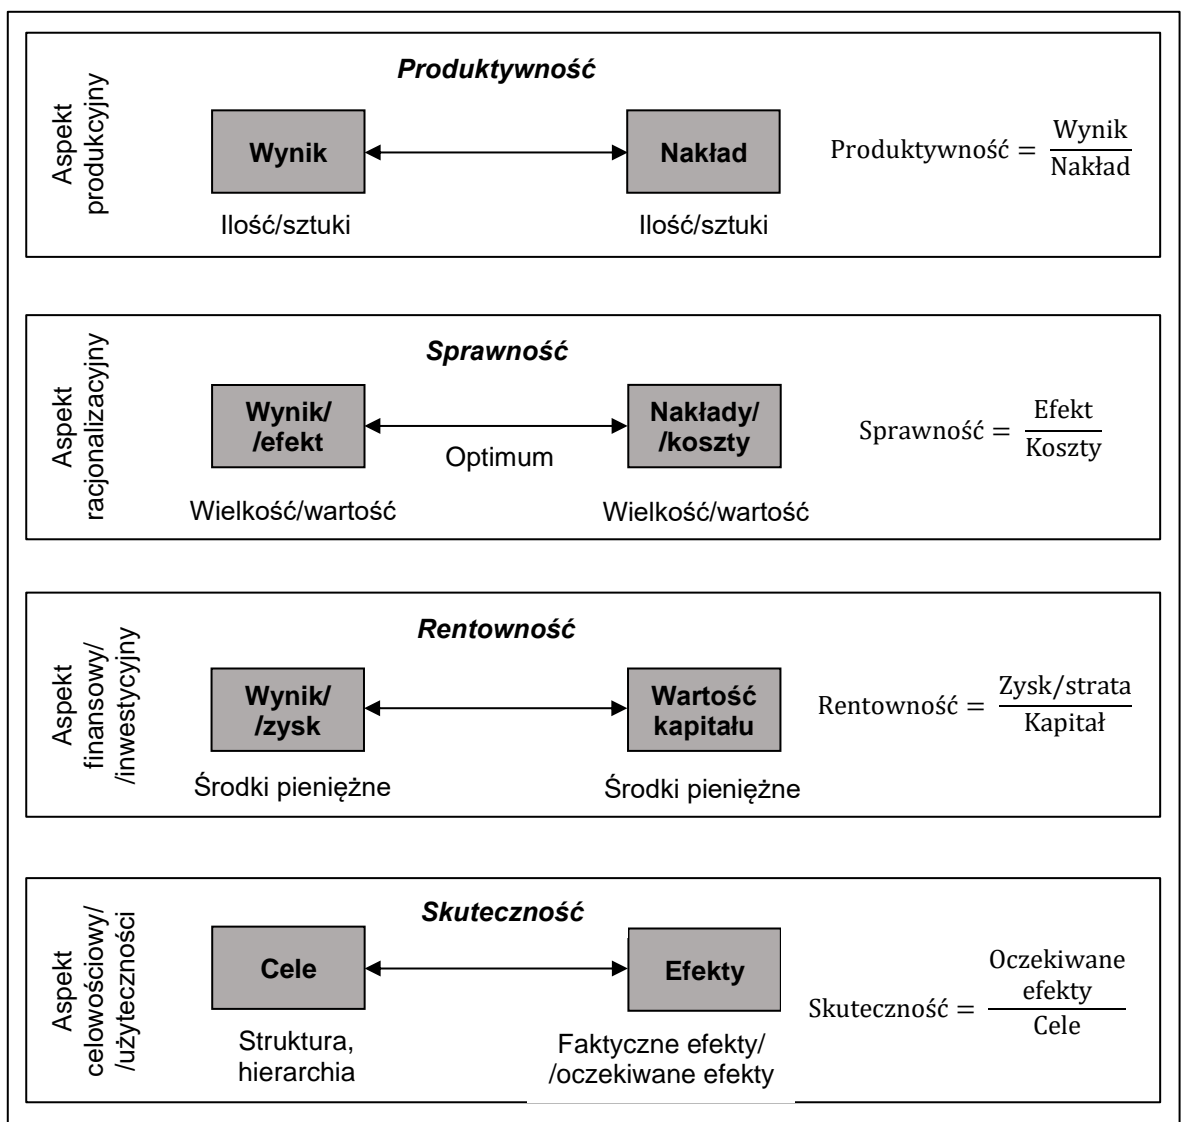 Aspekt
produkcyjny
Produktywność
Wynik
Nakład
Ilość/sztuki
Ilość/sztuki
Produktywność = Wynik
Nakład
Aspekt
racjonalizacyjny
Sprawność
Wynik/
/efekt
Optimum
Nakłady/
/koszty
Wielkość/wartość
Wielkość/wartość
Sprawność = Efekt
Koszty
Aspekt
finansowy/
/inwestycyjny
Rentowność
Wynik/
/zysk
Wartość
kapitału
Środki pieniężne
Środki pieniężne
Rentowność = Zysk/strata
Kapitał
Aspekt
celowościowy/
/użyteczności
Skuteczność
Cele
Efekty
Struktura,
hierarchia
Faktyczne efekty/
/oczekiwane efekty
Skuteczność = Oczekiwane
efekty
Cele